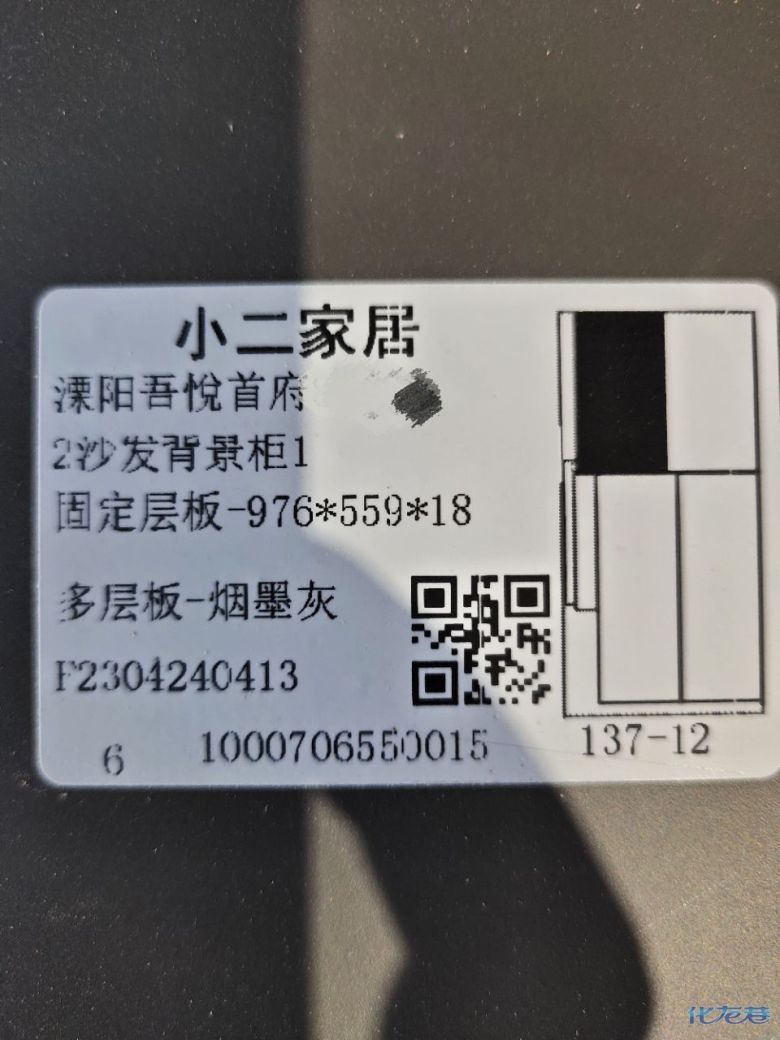 小二家居
溧阳吾悦首府
2沙发背景柜1
固定层板-976*559*18
多层板-烟墨灰
F2304240413
6 1000706550015 137-12
化龙巷